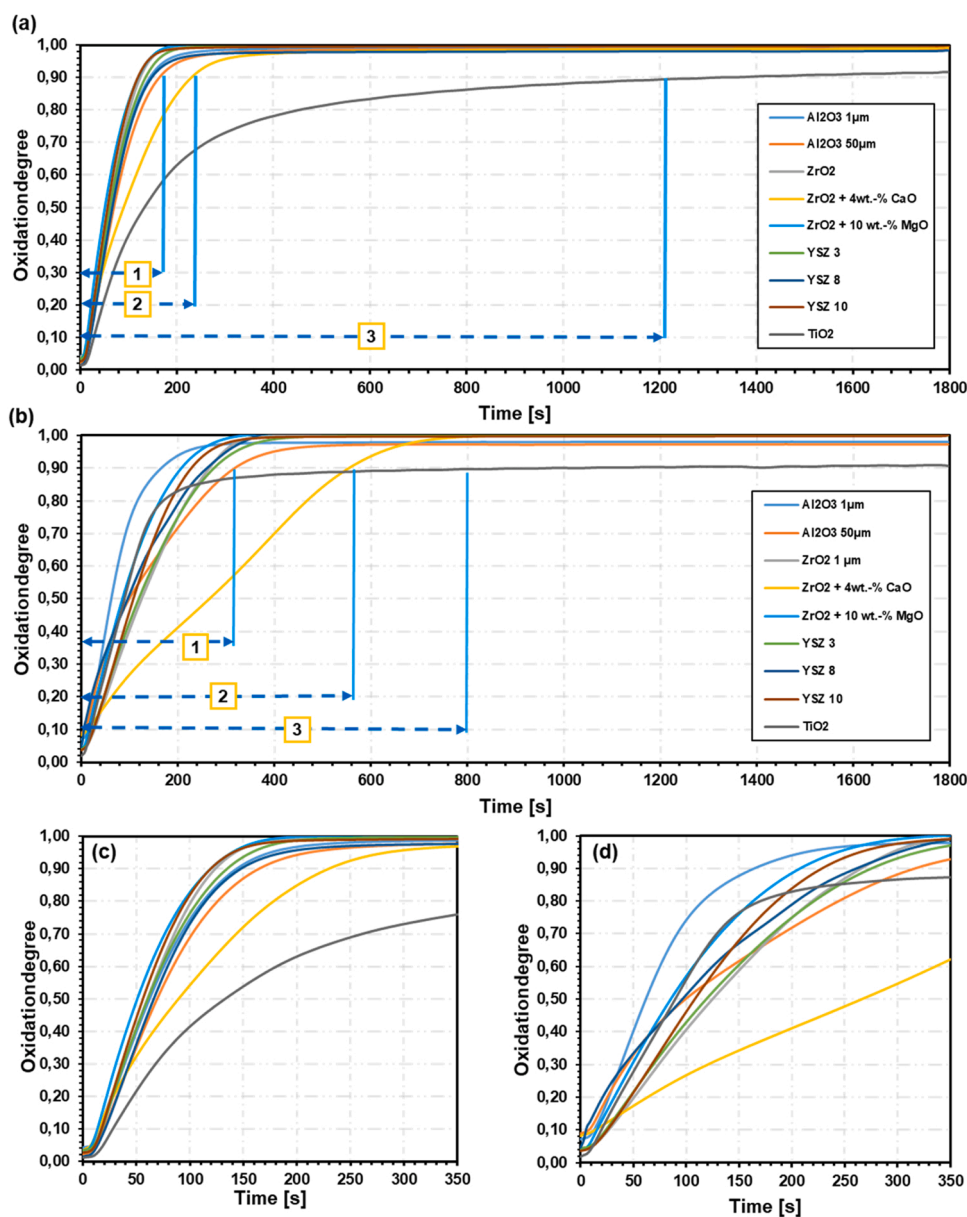 (a)
1,00
0,90
0,80
0,70
0,60
0,50
0,40
0,30
0,20
0,10
0,00
Oxidationdegree
1
2
3
Al2O3 1µm
Al2O3 50µm
ZrO2
ZrO2 + 4wt.-% CaO
ZrO2 + 10 wt.-% MgO
YSZ 3
YSZ 8
YSZ 10
TiO2
0 200 400 600 800 1000 1200 1400 1600 1800
Time [s]
(b)
1,00
0,90
0,80
0,70
0,60
0,50
0,40
0,30
0,20
0,10
0,00
Oxidationdegree
1
2
3
Al2O3 1µm
Al2O3 50µm
ZrO2 1 µm
ZrO2 + 4wt.-% CaO
ZrO2 + 10 wt.-% MgO
YSZ 3
YSZ 8
YSZ 10
TiO2
0 200 400 600 800 1000 1200 1400 1600 1800
Time [s]
(c)
1,00
0,90
0,80
0,70
0,60
0,50
0,40
0,30
0,20
0,10
0,00
Oxidationdegree
0 50 100 150 200 250 300 350
Time [s]
(d)
1,00
0,90
0,80
0,70
0,60
0,50
0,40
0,30
0,20
0,10
0,00
Oxidationdegree
0 50 100 150 200 250 300 350
Time [s]